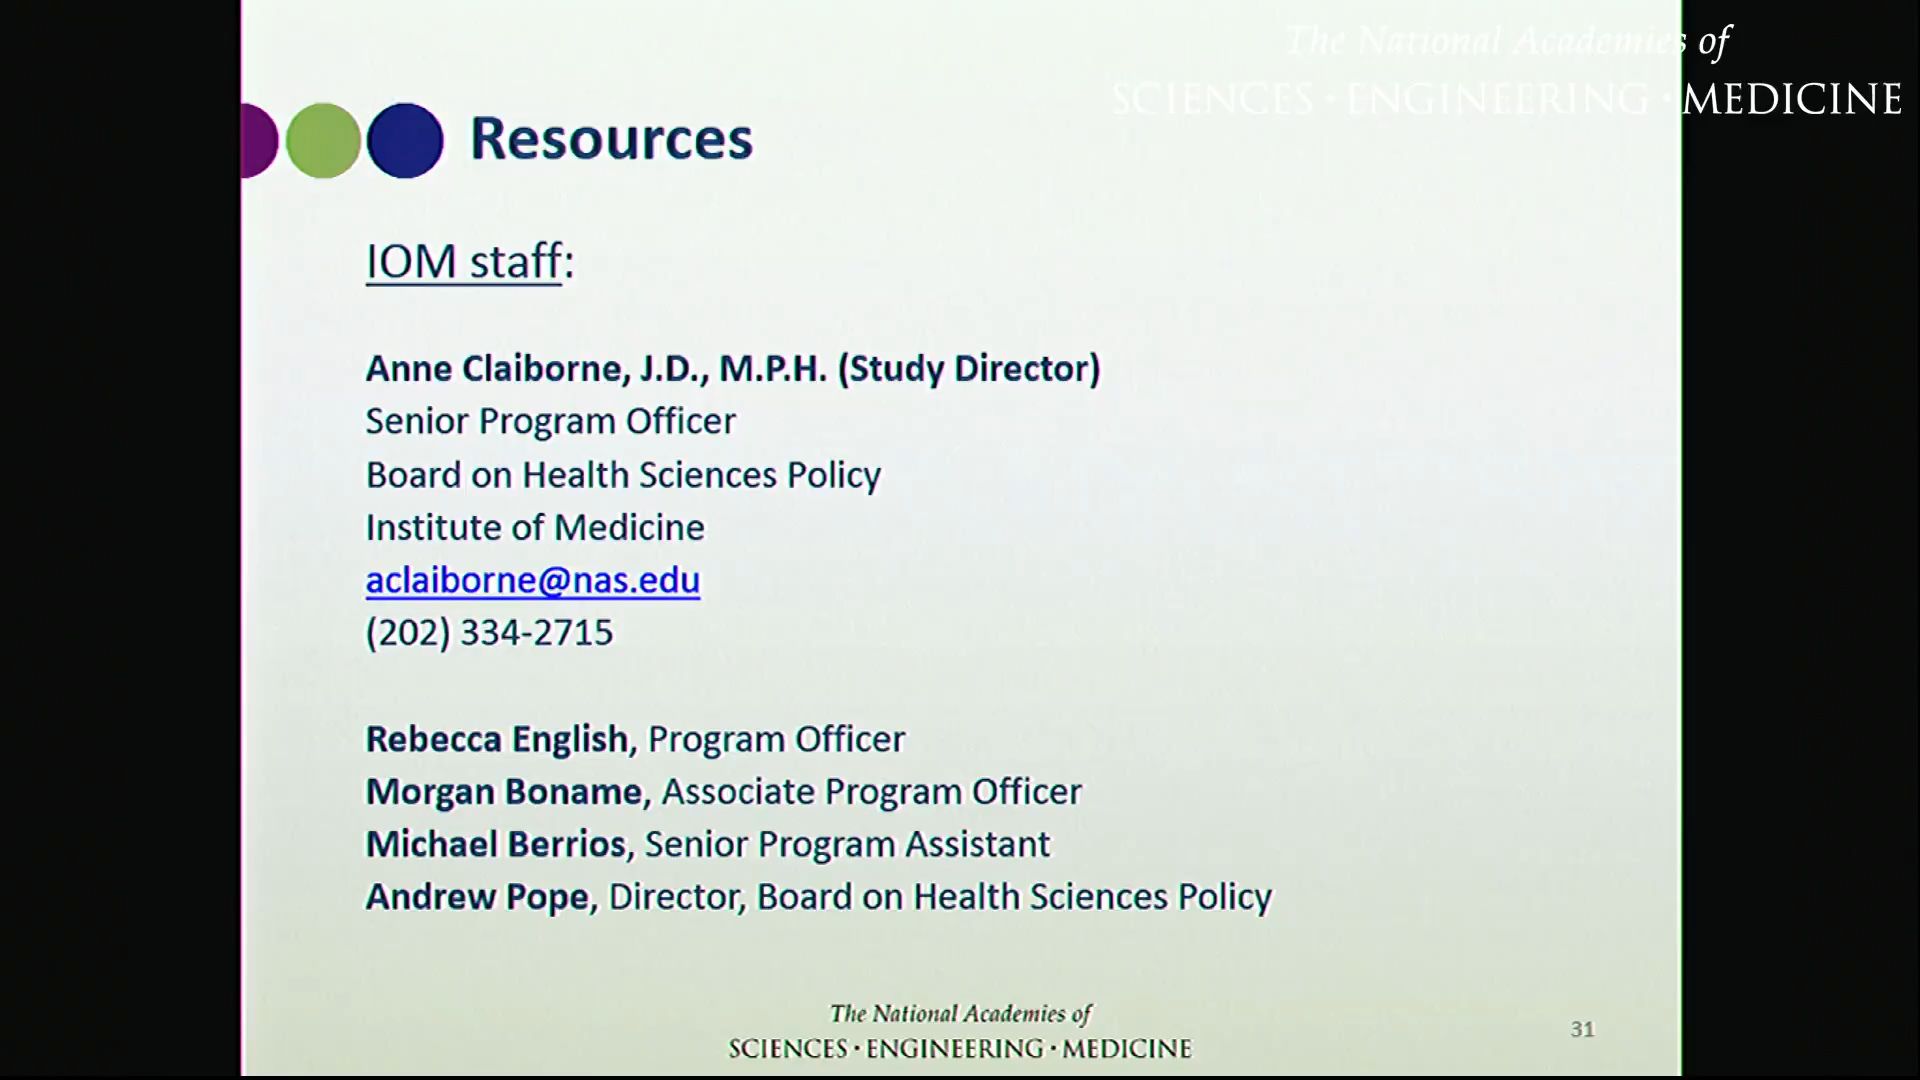 The National Academies of
SCIENCES · ENGINEERING · MEDICINE
Resources
IOM staff:
Anne Claiborne, J.D., M.P.H. (Study Director)
Senior Program Officer
Board on Health Sciences Policy
Institute of Medicine
aclaiborne@nas.edu
(202) 334-2715
Rebecca English, Program Officer
Morgan Boname, Associate Program Officer
Michael Berrios, Senior Program Assistant
Andrew Pope, Director, Board on Health Sciences Policy
The National Academies of
SCIENCES · ENGINEERING · MEDICINE
31